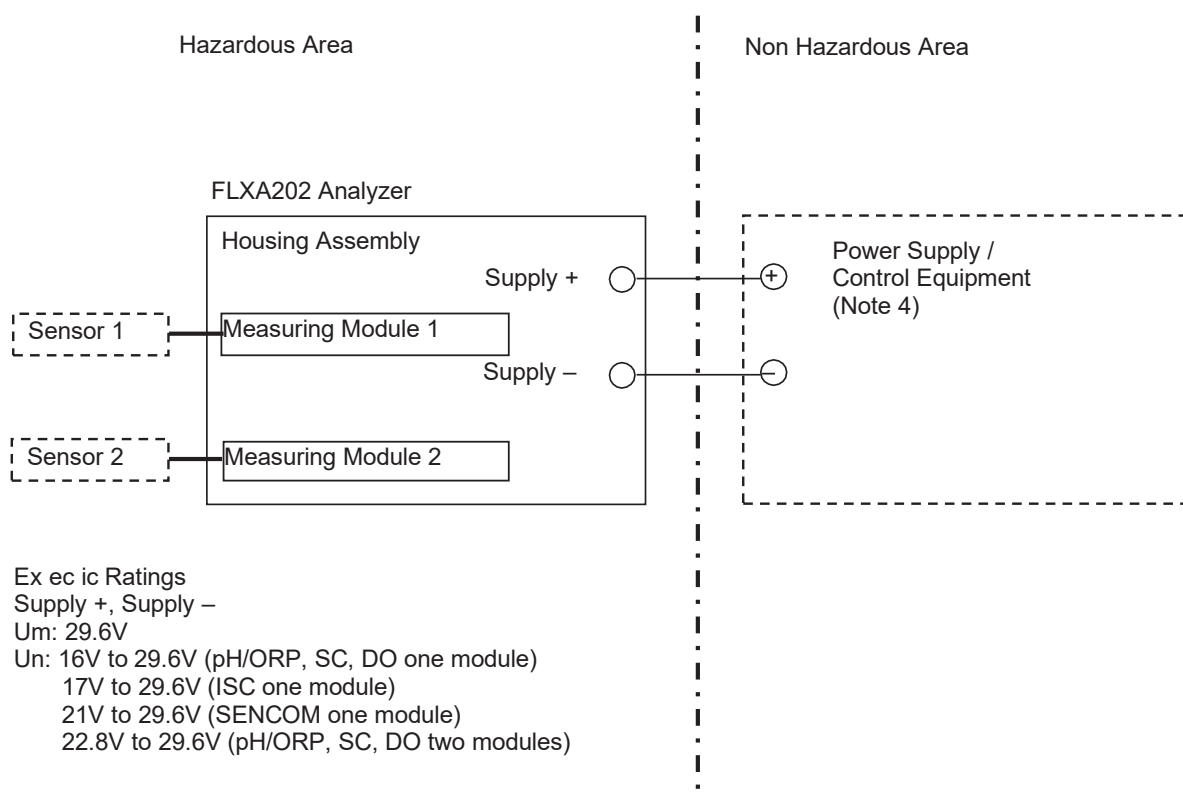 Hazardous Area
Non Hazardous Area
FLXA202 Analyzer
Housing Assembly
Supply +
+
Power Supply /
Control Equipment
(Note 4)
Sensor 1
Measuring Module 1
Supply –
–
Sensor 2
Measuring Module 2
Ex ec ic Ratings
Supply +, Supply –
Um: 29.6V
Un: 16V to 29.6V (pH/ORP, SC, DO one module)
17V to 29.6V (ISC one module)
21V to 29.6V (SENCOM one module)
22.8V to 29.6V (pH/ORP, SC, DO two modules)